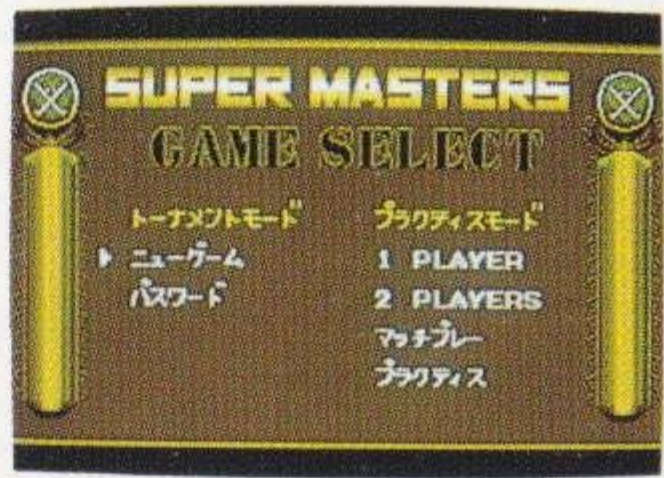 SUPER MASTERS
GAME SELECT
トーナメントモード
ニューゲーム
パスワード
プラクティスモード
1 PLAYER
2 PLAYERS
マッチプレー
プラクティス